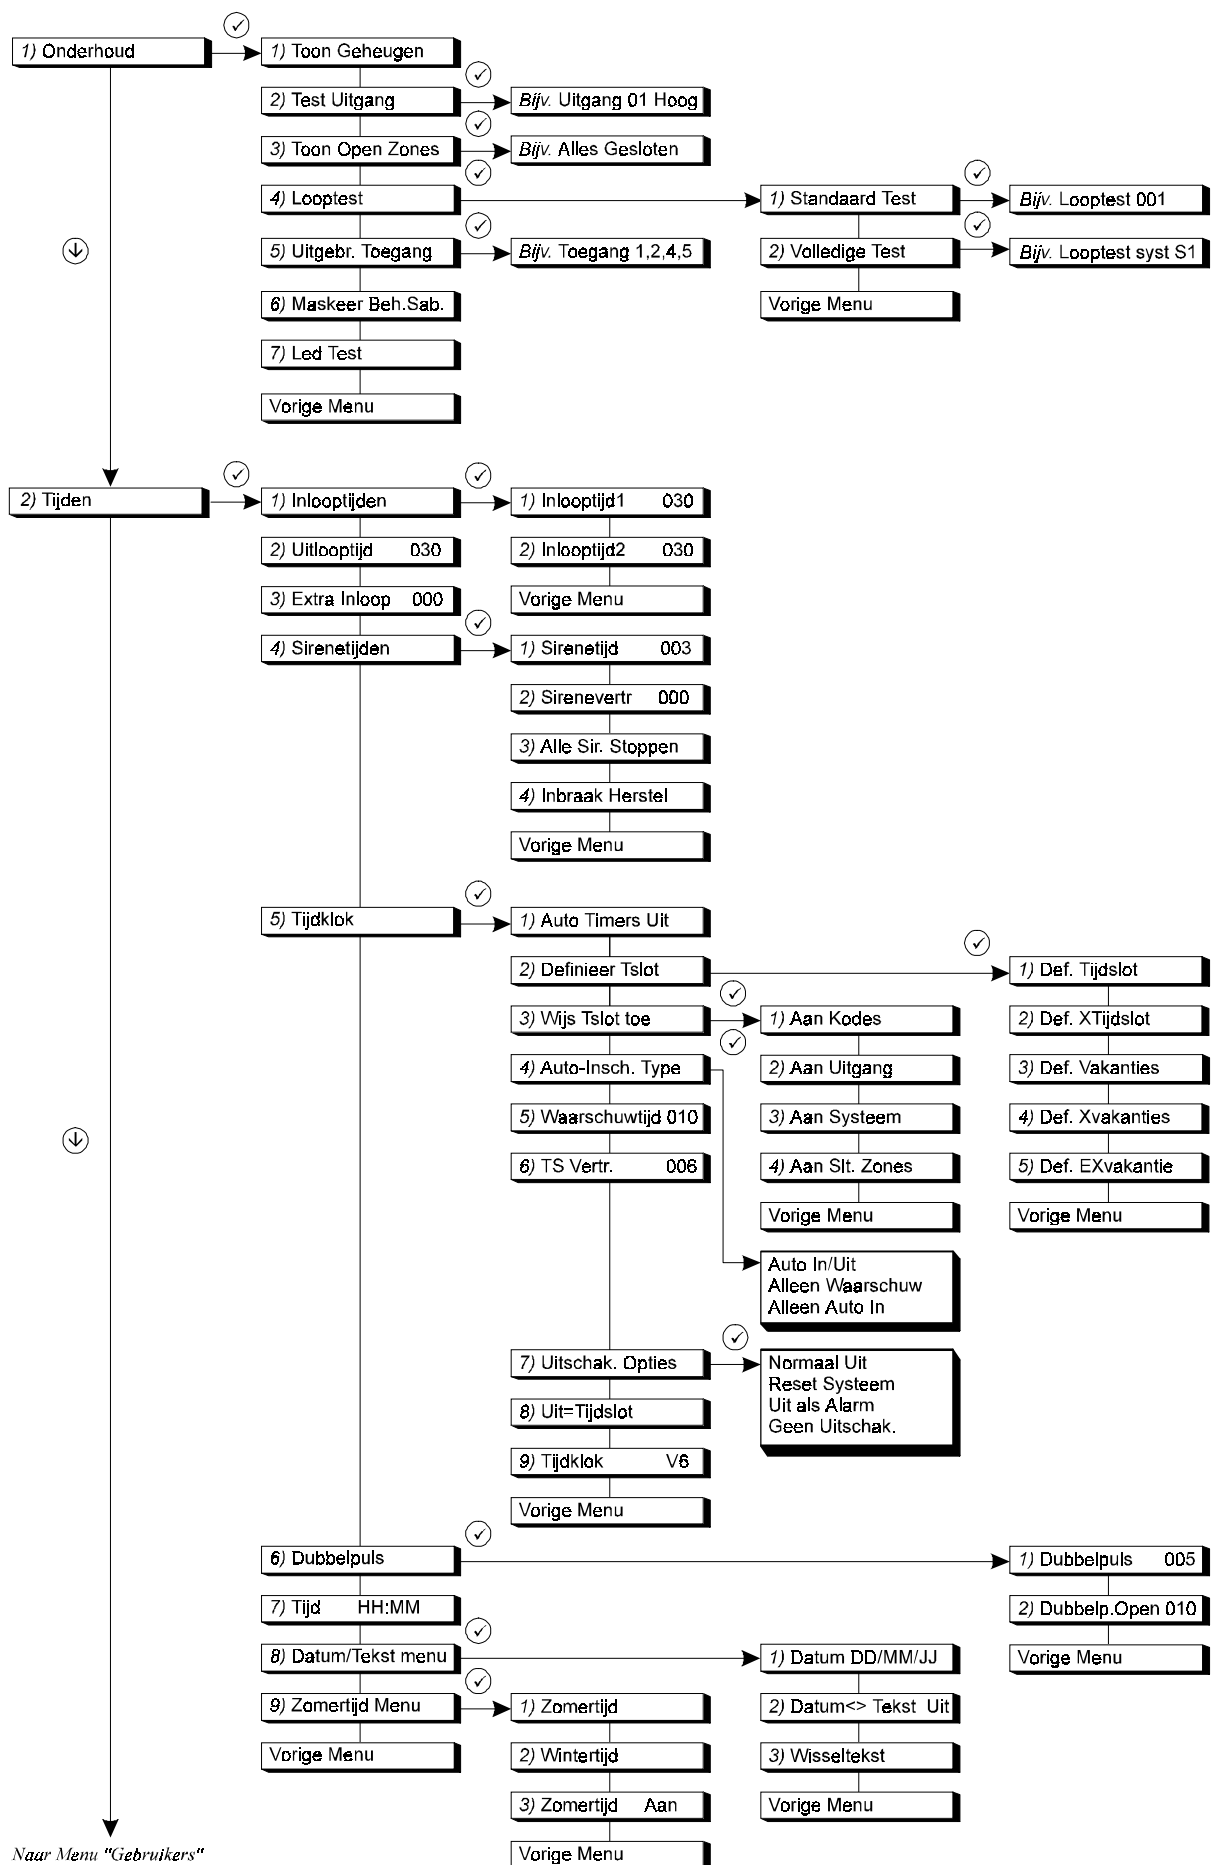 1) Onderhoud
1) Toon Geheugen
2) Test Uitgang
Bijv. Uitgang 01 Hoog
3) Toon Open Zones
Bijv. Alles Gesloten
4) Looptest
1) Standaard Test
Bijv. Looptest 001
5) Uitgebr. Toegang
Bijv. Toegang 1,2,4,5
2) Volledige Test
Bijv. Looptest syst S1
6) Maskeer Beh.Sab.
Vorige Menu
7) Led Test
Vorige Menu
2) Tijden
1) Inlooptijden
1) Inlooptijd1 030
2) Uitlooptijd 030
2) Inlooptijd2 030
3) Extra Inloop 000
Vorige Menu
4) Sirenetijden
1) Sirenetijd 003
2) Sirenevertr 000
3) Alle Sir. Stoppen
4) Inbraak Herstel
Vorige Menu
5) Tijdklok
1) Auto Timers Uit
2) Definieer Tslot
1) Def. Tijdslot
3) Wijs Tslot toe
1) Aan Kodes
2) Def. XTijdslot
4) Auto-Insch. Type
2) Aan Uitgang
3) Def. Vakanties
5) Waarschuwtijd 010
3) Aan Systeem
4) Def. Xvakanties
6) TS Vertr. 006
4) Aan Slt. Zones
5) Def. EXvakantie
Vorige Menu
Vorige Menu
Auto In/Uit
Alleen Waarschuw
Alleen Auto In
7) Uitschak. Opties
Normaal Uit
Reset Systeem
Uit als Alarm
Geen Uitschak.
8) Uit=Tijdslot
9) Tijdklok V6
Vorige Menu
6) Dubbelpuls
1) Dubbelpuls 005
7) Tijd HH:MM
2) Dubbelp.Open 010
8) Datum/Tekst menu
1) Datum DD/MM/JJ
Vorige Menu
9) Zomertijd Menu
1) Zomertijd
2) Datum<> Tekst Uit
Vorige Menu
2) Wintertijd
3) Wisseltekst
3) Zomertijd Aan
Vorige Menu
Naar Menu "Gebruikers"
Vorige Menu